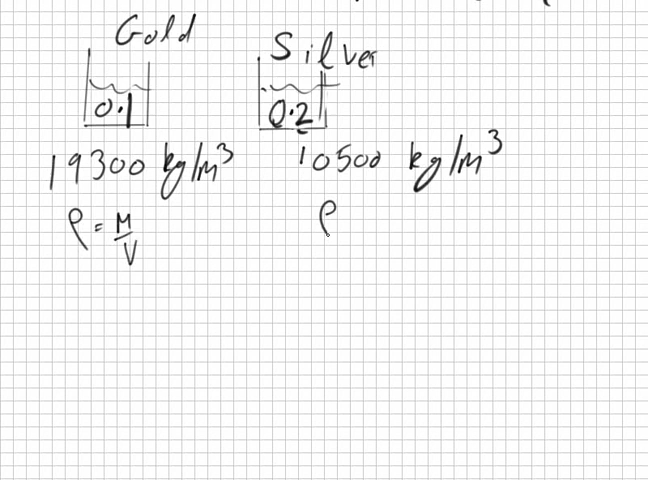 Gold Silver
0.1 0.2
19300 kg/m³ 10500 kg/m³
ρ = M/V ρ